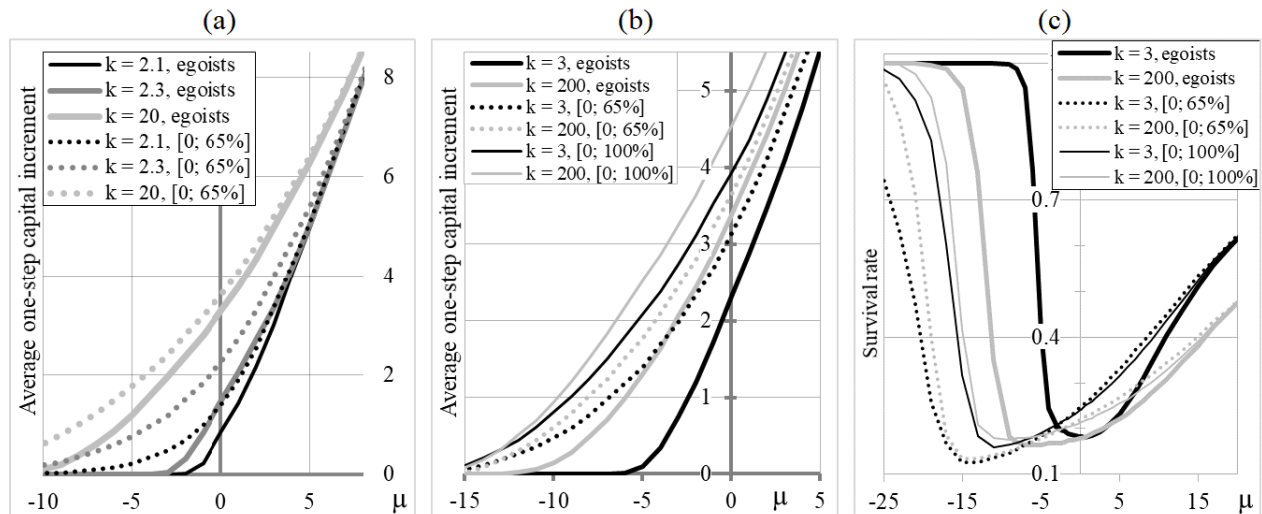 (a)
Average one-step capital increment
k = 2.1, egoists
k = 2.3, egoists
k = 20, egoists
k = 2.1, [0; 65%]
k = 2.3, [0; 65%]
k = 20, [0; 65%]
8
6
4
2
0
-10
-5
0
5
μ
(b)
Average one-step capital increment
k = 3, egoists
k = 200, egoists
k = 3, [0; 65%]
k = 200, [0; 65%]
k = 3, [0; 100%]
k = 200, [0; 100%]
5
4
3
2
1
0
-15
-10
-5
0
μ
5
(c)
Survival rate
k = 3, egoists
k = 200, egoists
k = 3, [0; 65%]
k = 200, [0; 65%]
k = 3, [0; 100%]
k = 200, [0; 100%]
0.7
0.4
0.1
-25
-15
-5
5
15
μ